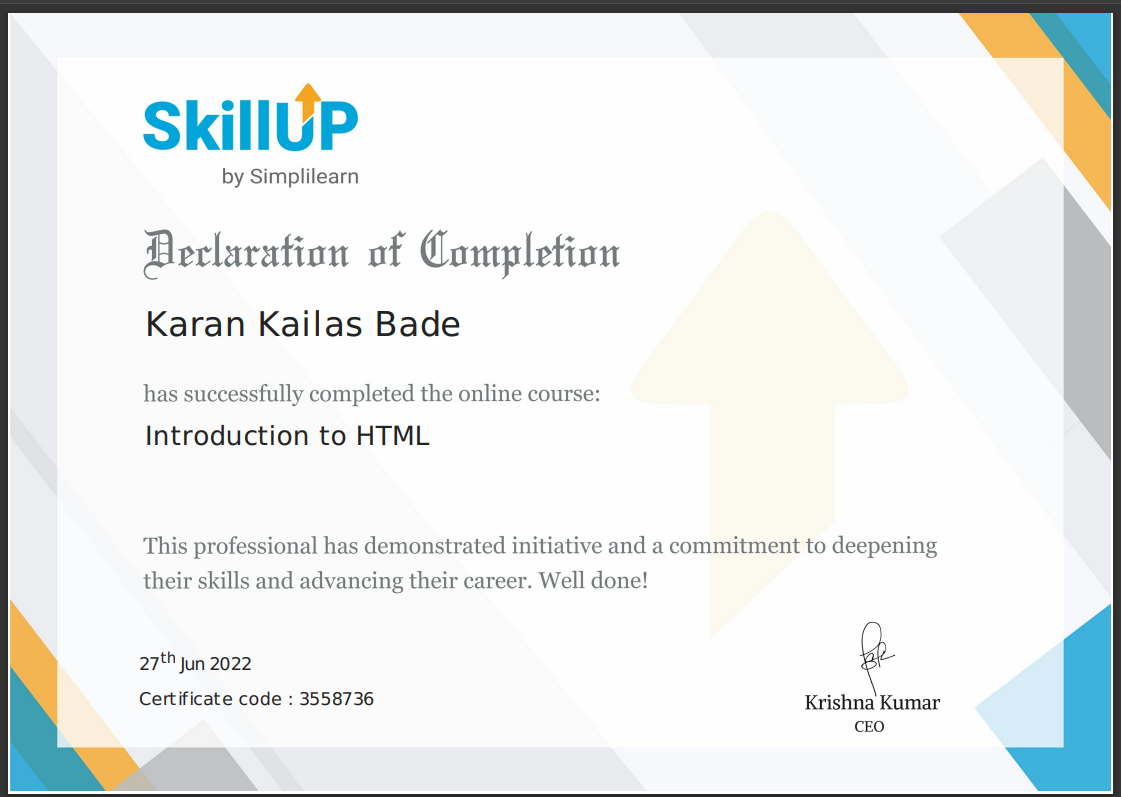 SkillUP
by Simplilearn
Declaration of Completion
Karan Kailas Bade
has successfully completed the online course:
Introduction to HTML
This professional has demonstrated initiative and a commitment to deepening
their skills and advancing their career. Well done!
27th Jun 2022
Certificate code : 3558736
Krishna Kumar
CEO